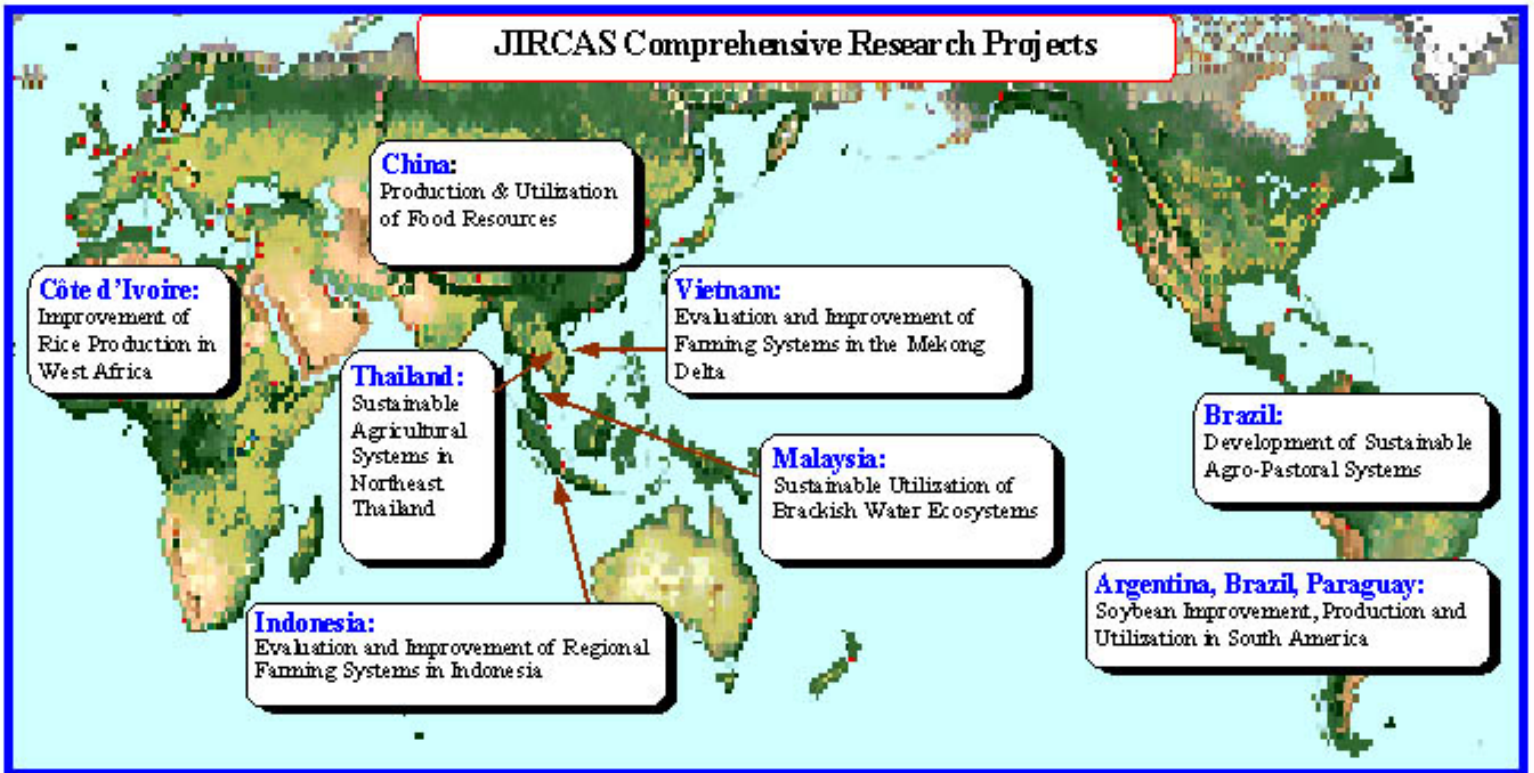 JIRCAS Comprehensive Research Projects
China:
Production & Utilization
of Food Resources
Côte d'Ivoire:
Improvement of
Rice Production in
West Africa
Vietnam:
Evaluation and Improvement of
Farming Systems in the Mekong
Delta
Thailand:
Sustainable
Agricultural
Systems in
Northeast
Thailand
Malaysia:
Sustainable Utilization of
Brackish Water Ecosystems
Brazil:
Development of Sustainable
Agro-Pastoral Systems
Argentina, Brazil, Paraguay:
Soybean Improvement, Production and
Utilization in South America
Indonesia:
Evaluation and Improvement of Regional
Farming Systems in Indonesia